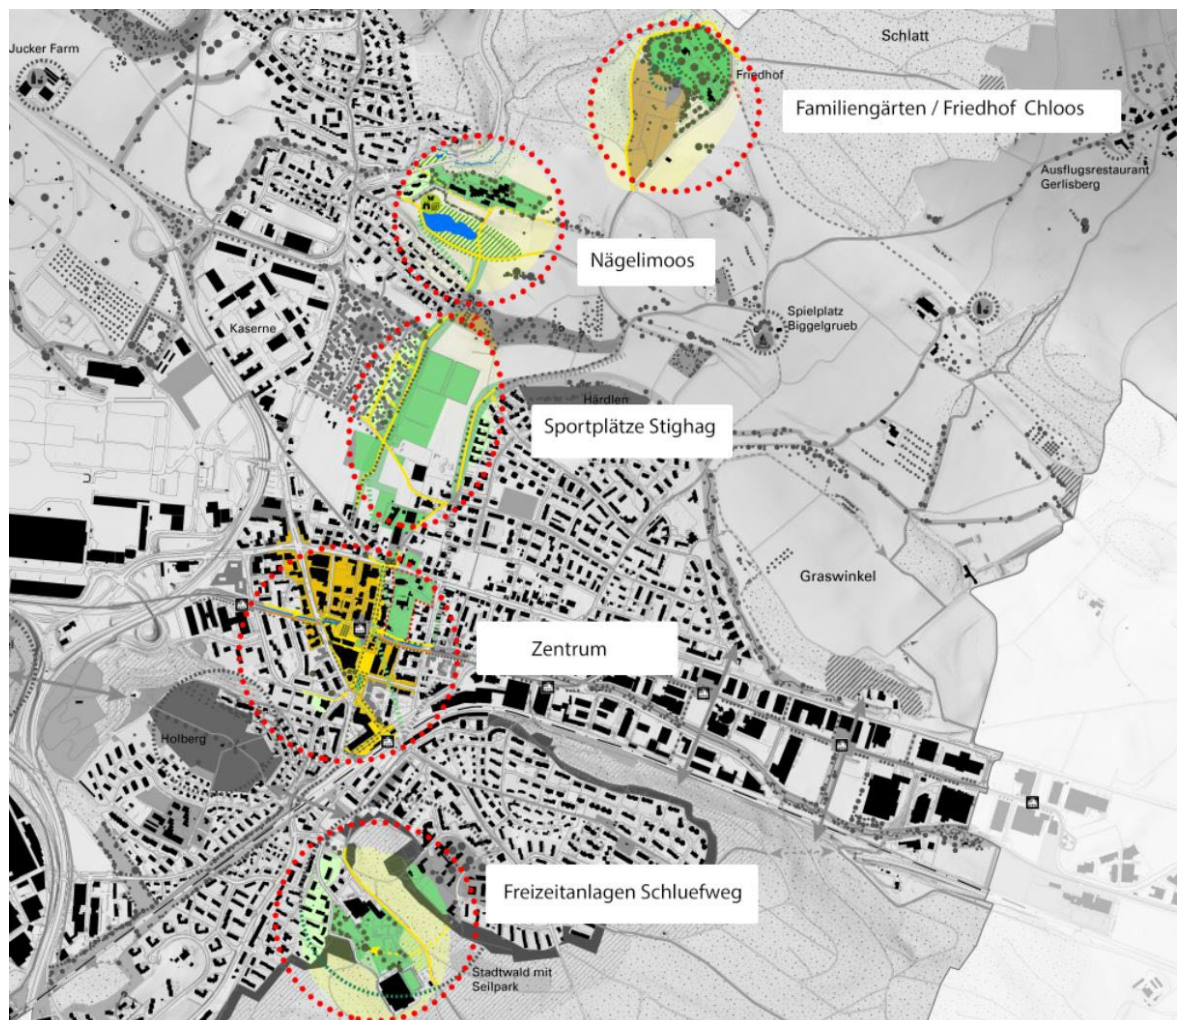 Jucker Farm
Schlatt
Friedhof
Familiengärten / Friedhof Chloos
Ausflugsrestaurant
Gerlisberg
Nägelimoos
Kaserne
Spielplatz
Biggelgrueb
Härdlen
Sportplätze Stighag
Graswinkel
Zentrum
Holberg
Freizeitanlagen Schluefweg
Stadtwald mit
Seilpark